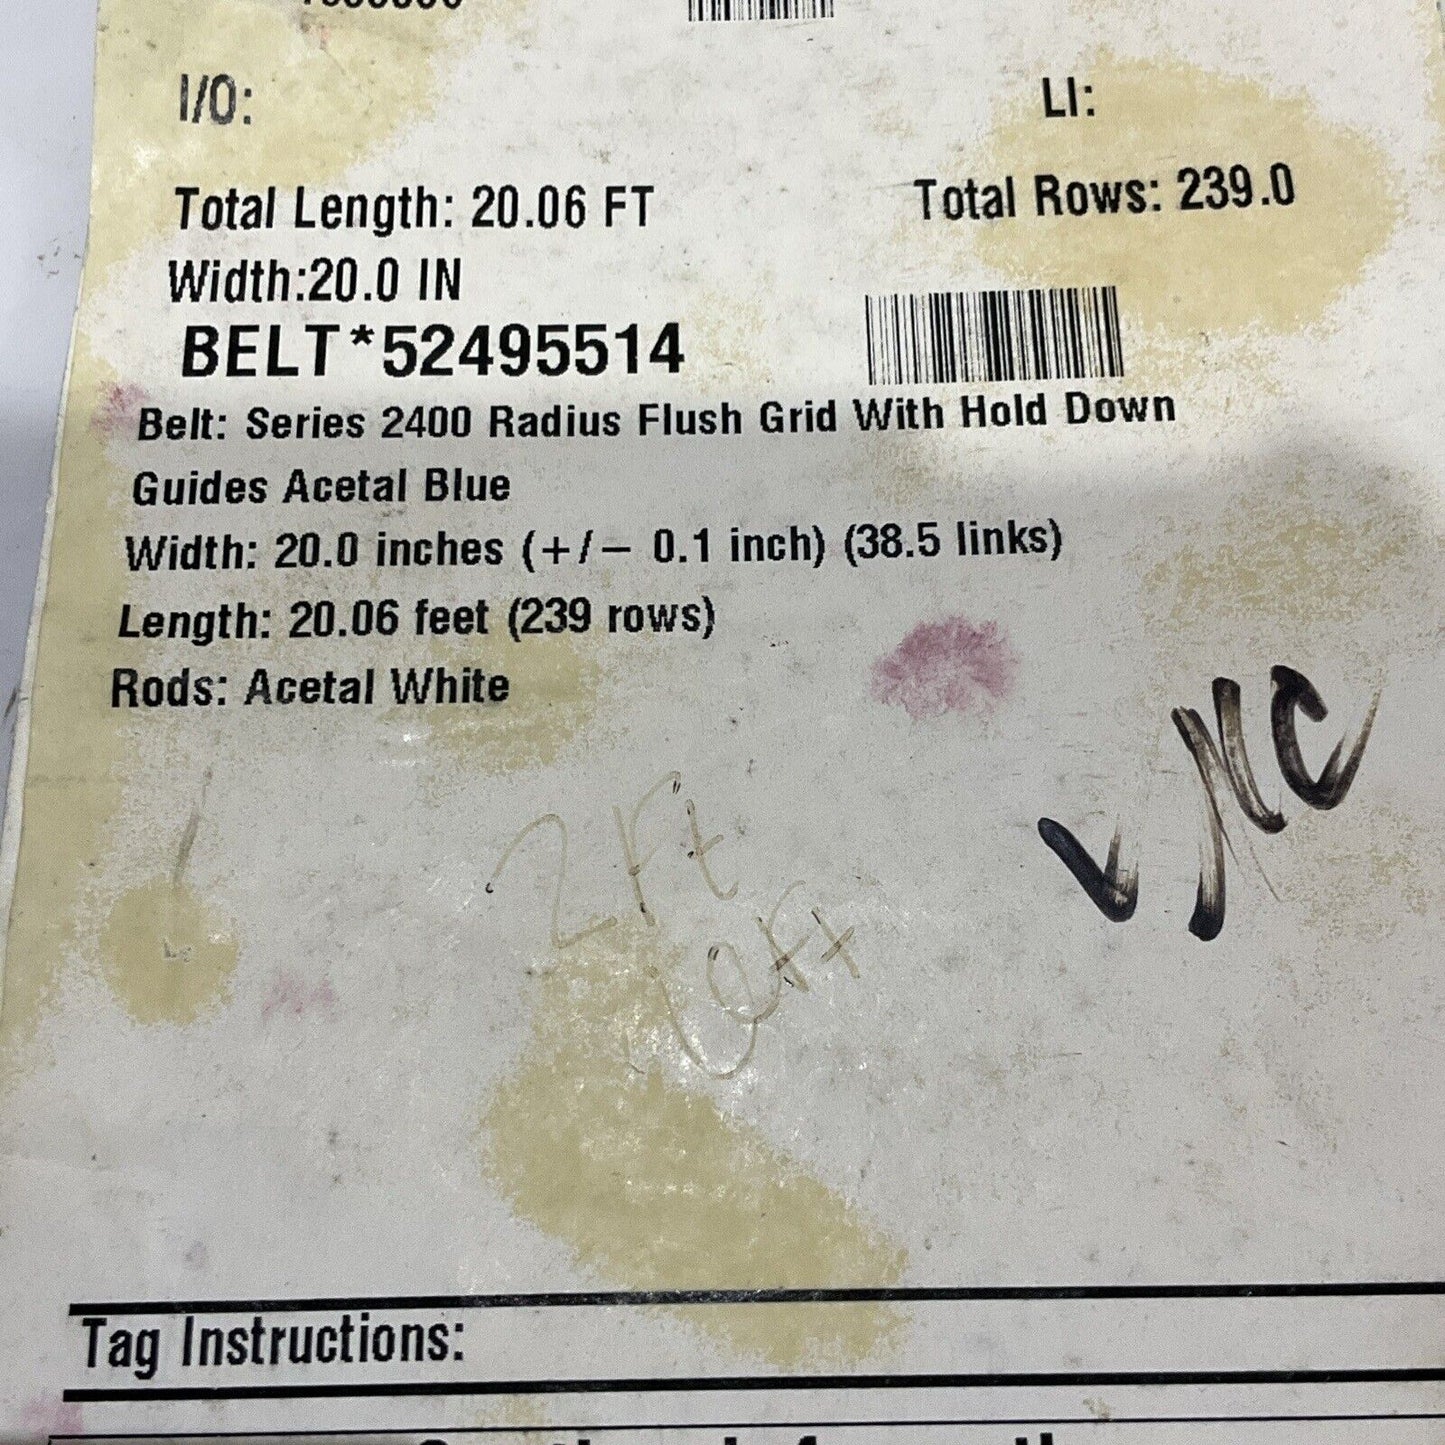 I/O:
LI:
Total Length: 20.06 FT
Total Rows: 239.0
Width:20.0 IN
BELT*52495514
Belt: Series 2400 Radius Flush Grid With Hold Down
Guides Acetal Blue
Width: 20.0 inches (+/- 0.1 inch) (38.5 links)
Length: 20.06 feet (239 rows)
Rods: Acetal White
2Ft
Left
Tag Instructions: